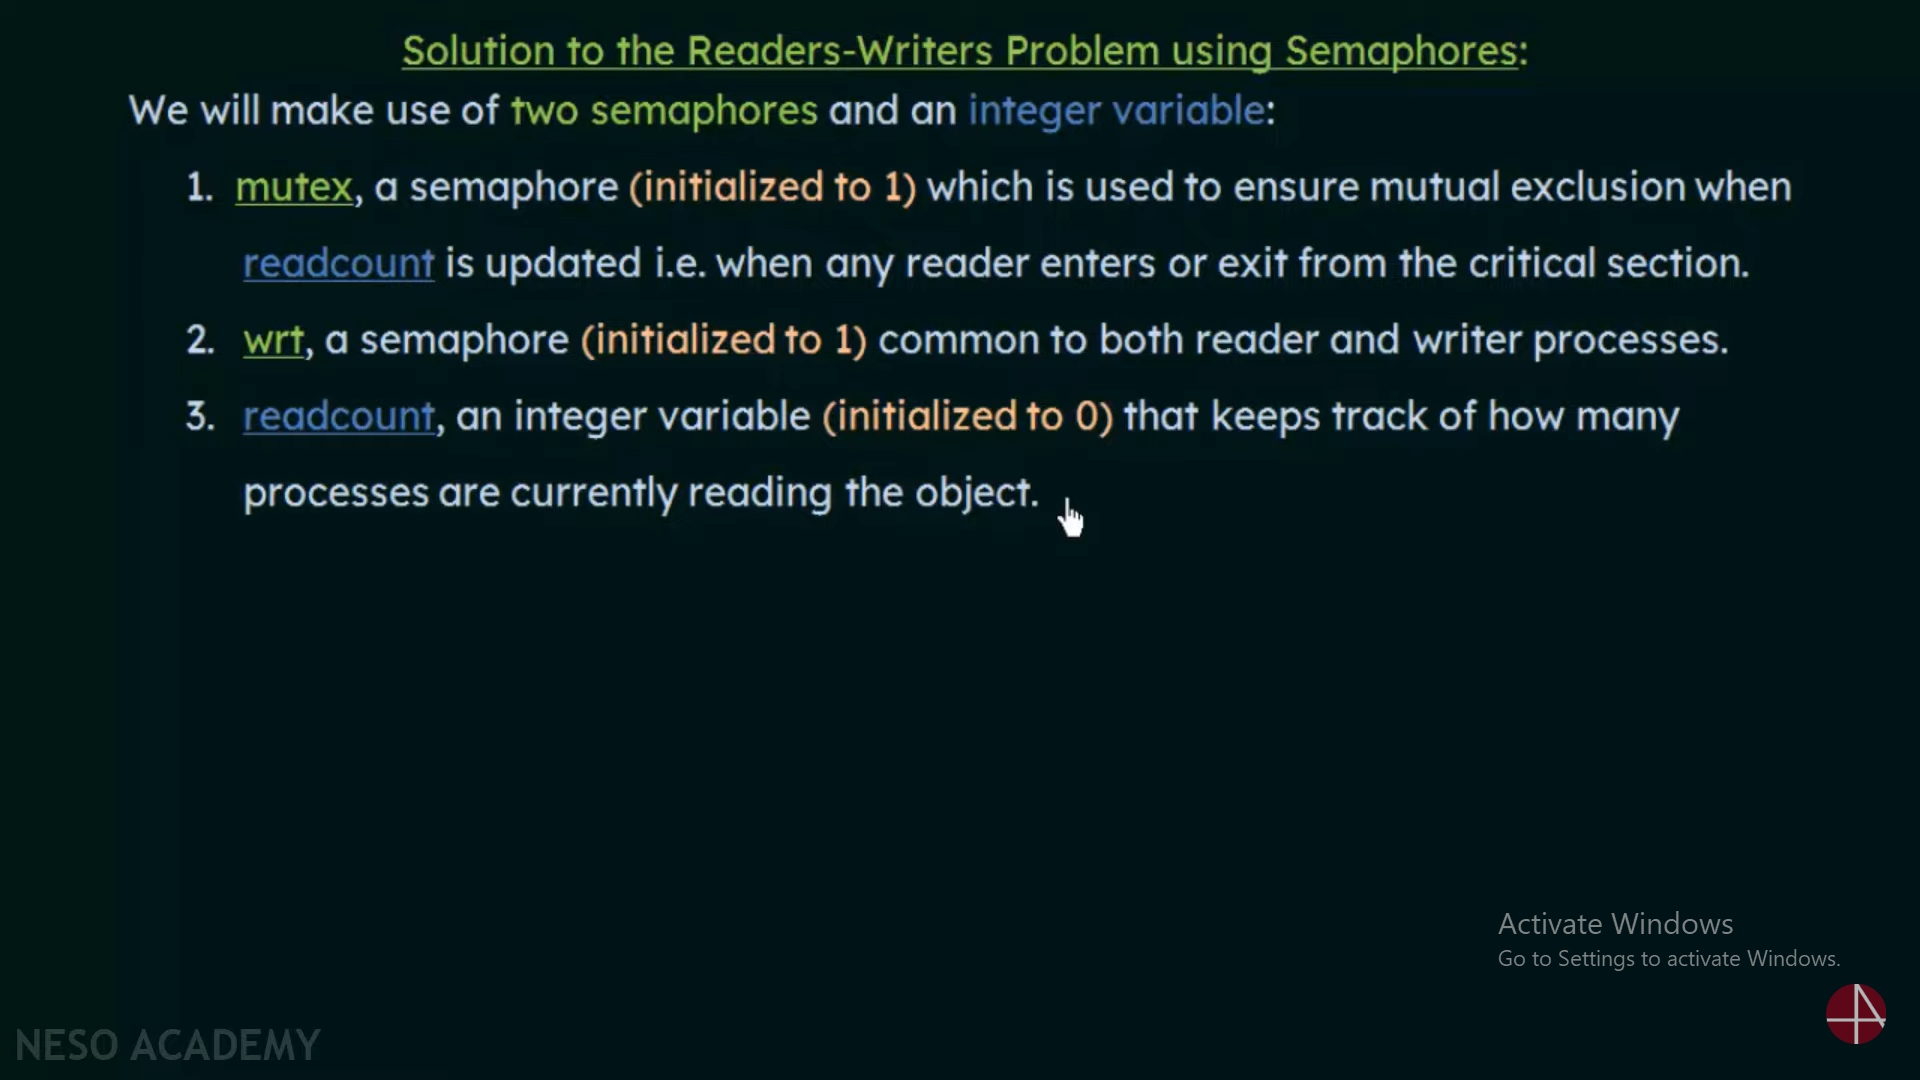 Solution to the Readers-Writers Problem using Semaphores:
We will make use of two semaphores and an integer variable:
1. mutex, a semaphore (initialized to 1) which is used to ensure mutual exclusion when
readcount is updated i.e. when any reader enters or exit from the critical section.
2. wrt, a semaphore (initialized to 1) common to both reader and writer processes.
3. readcount, an integer variable (initialized to 0) that keeps track of how many
processes are currently reading the object.
Activate Windows
Go to Settings to activate Windows.
NESO ACADEMY